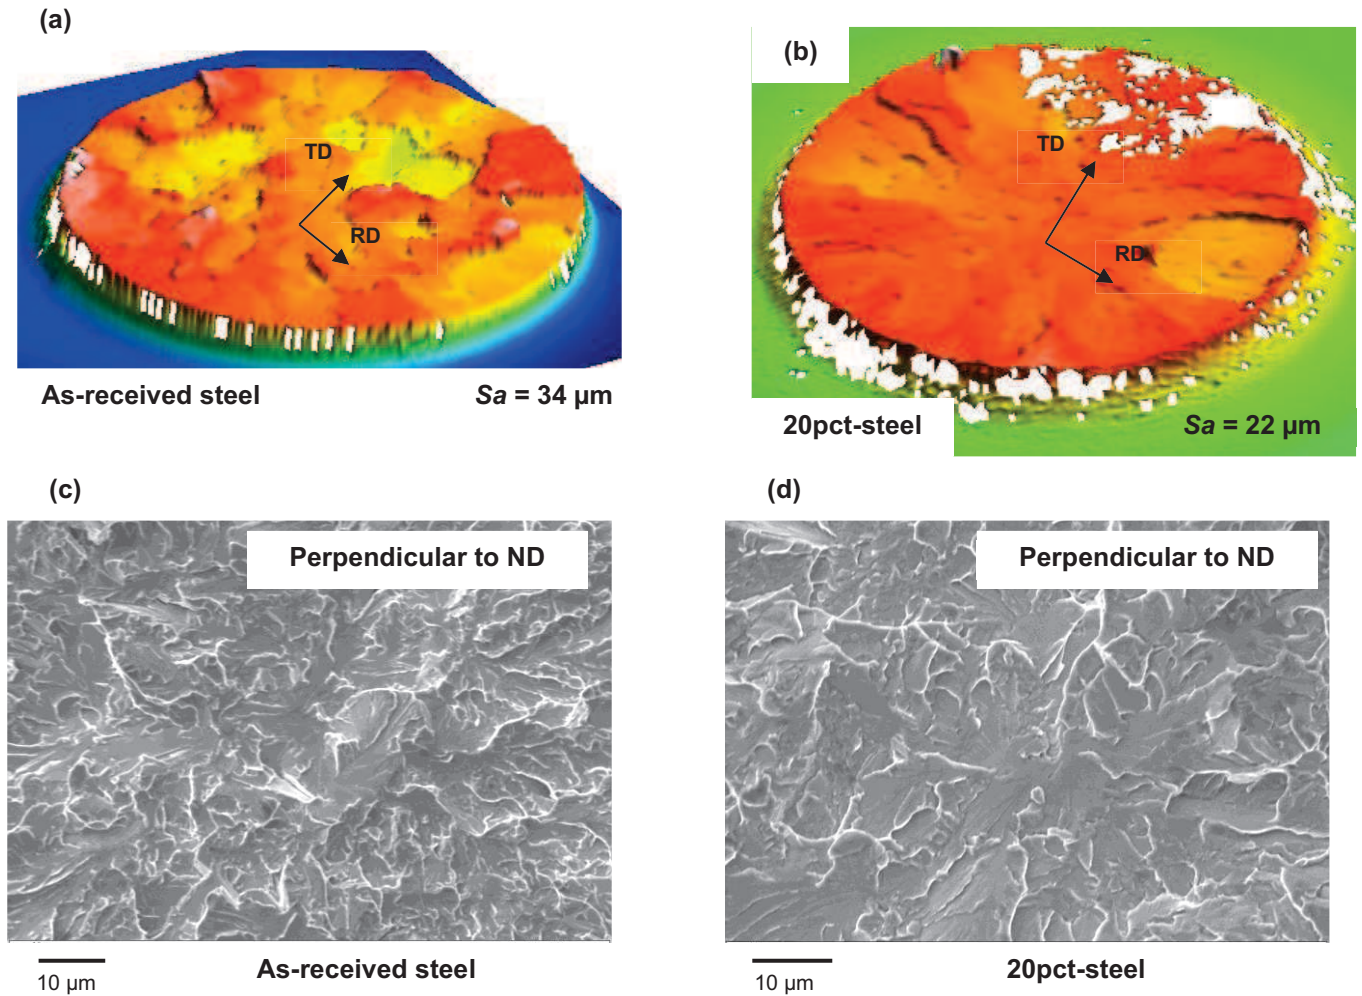 (a)
TD
RD
As-received steel
Sa = 34 µm
(b)
TD
RD
20pct-steel
Sa = 22 µm
(c)
Perpendicular to ND
10 µm
As-received steel
(d)
Perpendicular to ND
10 µm
20pct-steel